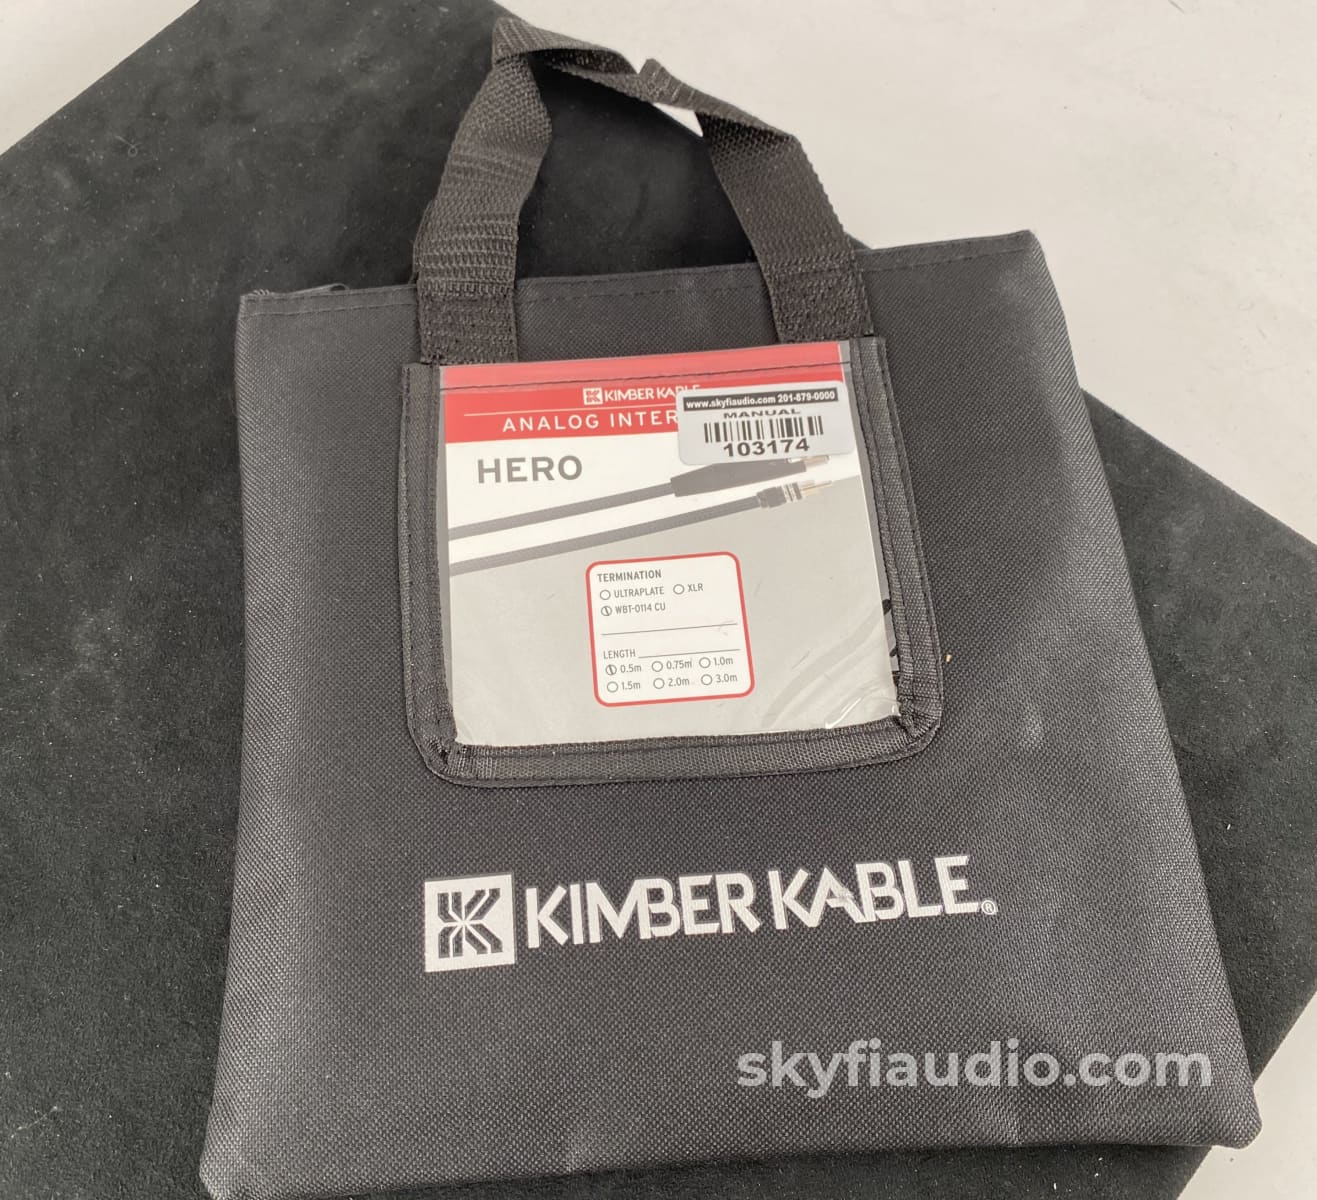 KIMBER KABLE
ANALOG INTER
www.skyfiaudio.com 201-879-0000
MANUAL
103174
HERO
TERMINATION
ULTRAPLATE XLR
WBT-0114 CU
LENGTH
0.5m 0.75m 1.0m
1.5m 2.0m 3.0m
KIMBER KABLE®
skyfiaudio.com